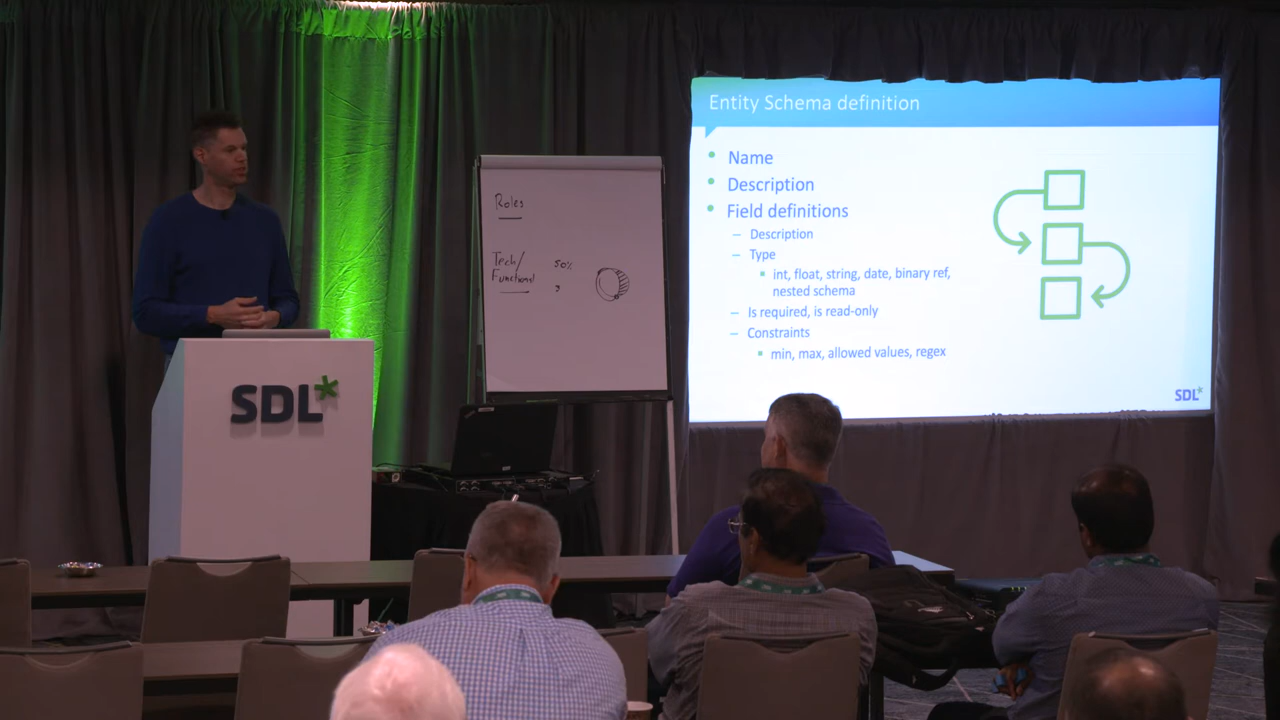 Entity Schema definition
• Name
• Description
• Field definitions
– Description
– Type
▪ int, float, string, date, binary ref,
nested schema
– Is required, is read-only
– Constraints
▪ min, max, allowed values, regex
SDL*
Roles
Tech/ 50%
Functional
SDL*